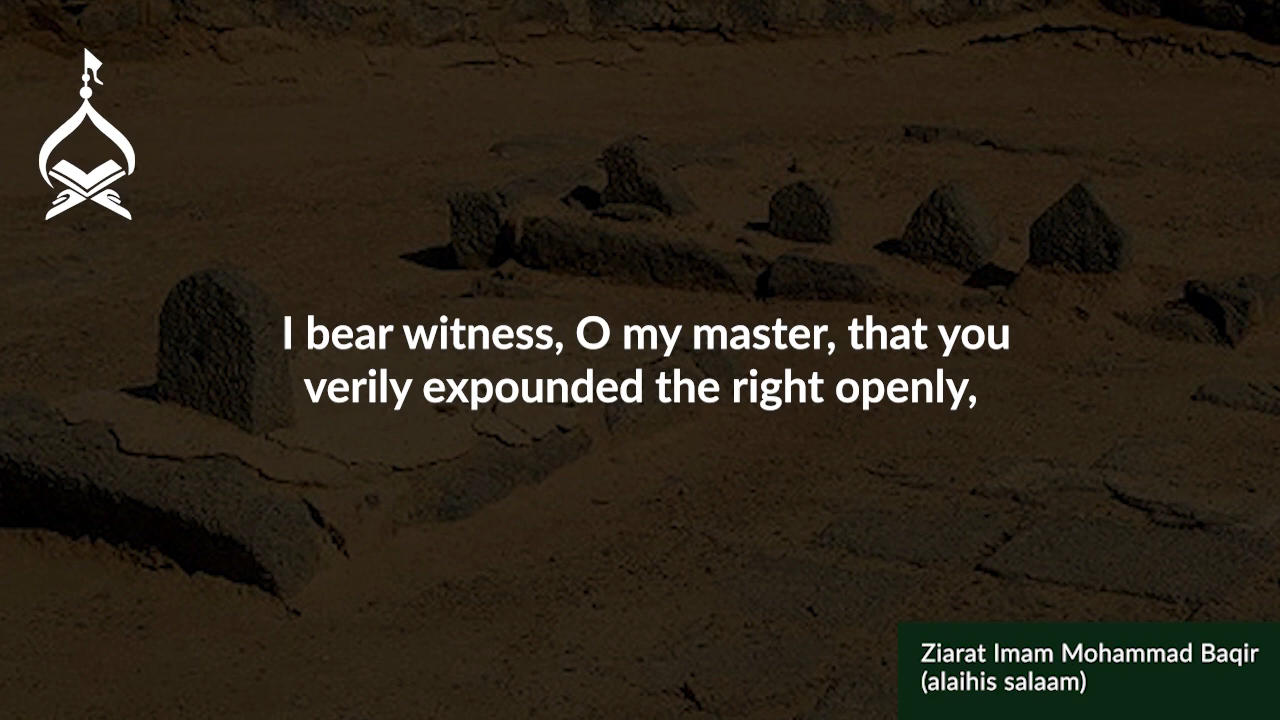 I bear witness, O my master, that you
verily expounded the right openly,
Ziarat Imam Mohammad Baqir
(alaihis salaam)